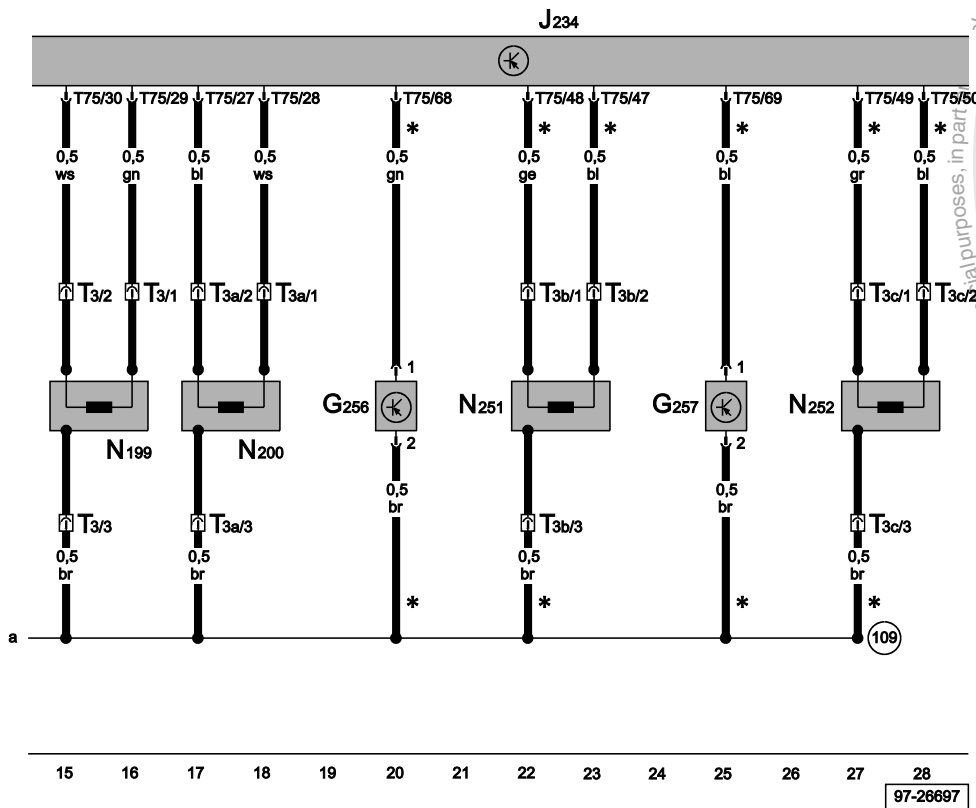 J234
T75/30 T75/29 T75/27 T75/28 T75/68 T75/48 T75/47 T75/69 T75/49 T75/50
* * * * * *
0,5 0,5 0,5 0,5 0,5 0,5 0,5 0,5 0,5 0,5
ws gn bl ws gn ge bl bl gr bl
ial purposes, in part
T3/2 T3/1 T3a/2 T3a/1 T3b/1 T3b/2 T3c/1 T3c/2
1 1
G256 N251 G257 N252
N199 N200
2 2
0,5 0,5
br br
T3/3 T3a/3 T3b/3 T3c/3
0,5 0,5 0,5 0,5
br br br br
* * * *
a 109
15 16 17 18 19 20 21 22 23 24 25 26 27 28
97-26697